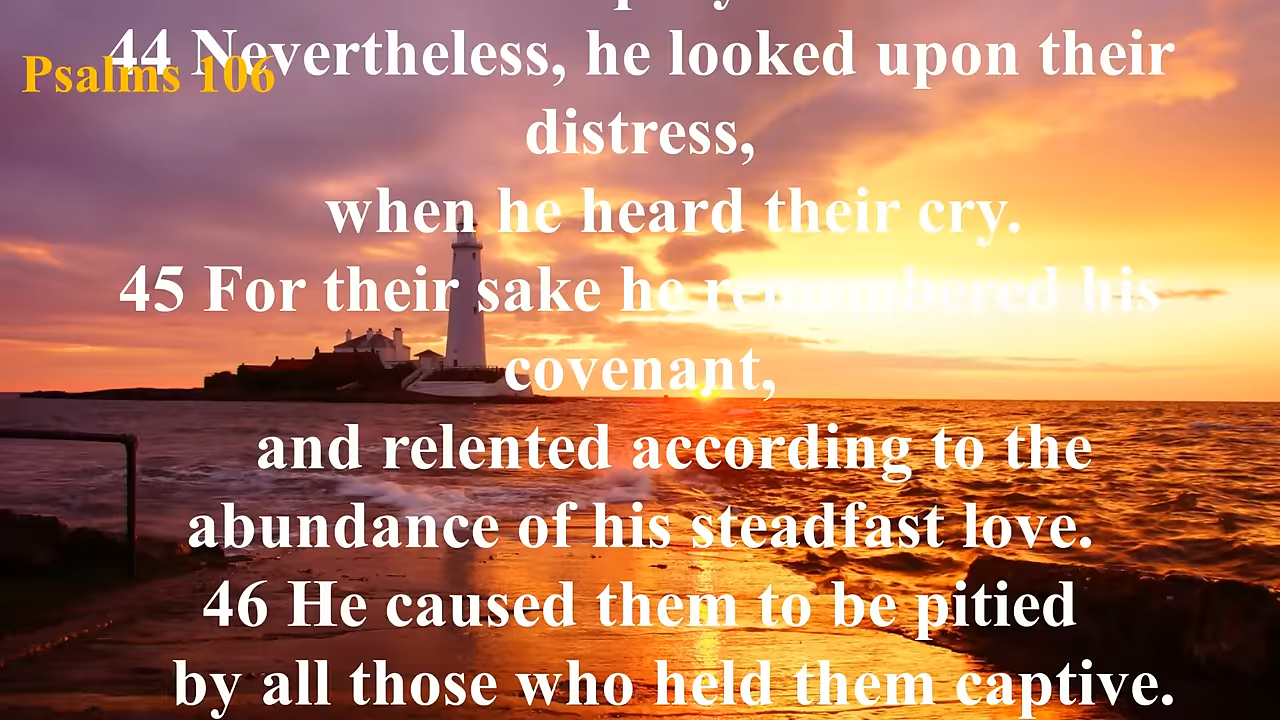 44 Nevertheless, he looked upon their
Psalms 106
distress,
when he heard their cry.
45 For their sake he remembered his
covenant,
and relented according to the
abundance of his steadfast love.
46 He caused them to be pitied
by all those who held them captive.